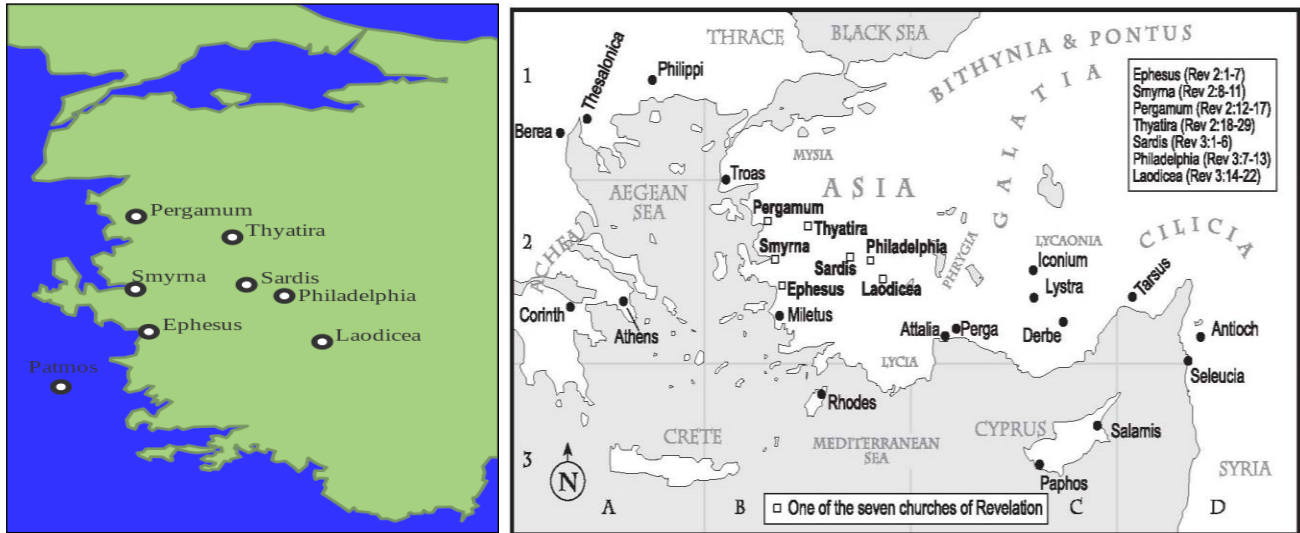 Pergamum
Thyatira
Smyrna
Sardis
Philadelphia
Ephesus
Laodicea
Patmos
THRACE
BLACK SEA
BITHYNIA & PONTUS
1
Thesalonica
Philippi
Berea
Ephesus (Rev 2:1-7)
Smyrna (Rev 2:8-11)
Pergamum (Rev 2:12-17)
Thyatira (Rev 2:18-29)
Sardis (Rev 3:1-6)
Philadelphia (Rev 3:7-13)
Laodicea (Rev 3:14-22)
GALATIA
MYSIA
Troas
ASIA
AEGEAN
SEA
Pergamum
Thyatira
2
ACHEAU
Smyrna
Sardis
Philadelphia
PHRYGIA
LYCAONIA
CILICIA
Iconium
Ephesus
Laodicea
Lystra
Tarsus
Corinth
Athens
Miletus
Attalia
Perga
Derbe
Antioch
LYCIA
Seleucia
Rhodes
CRETE
MEDITERRANEAN
SEA
CYPRUS
Salamis
3
N
Paphos
SYRIA
A
B
One of the seven churches of Revelation
C
D